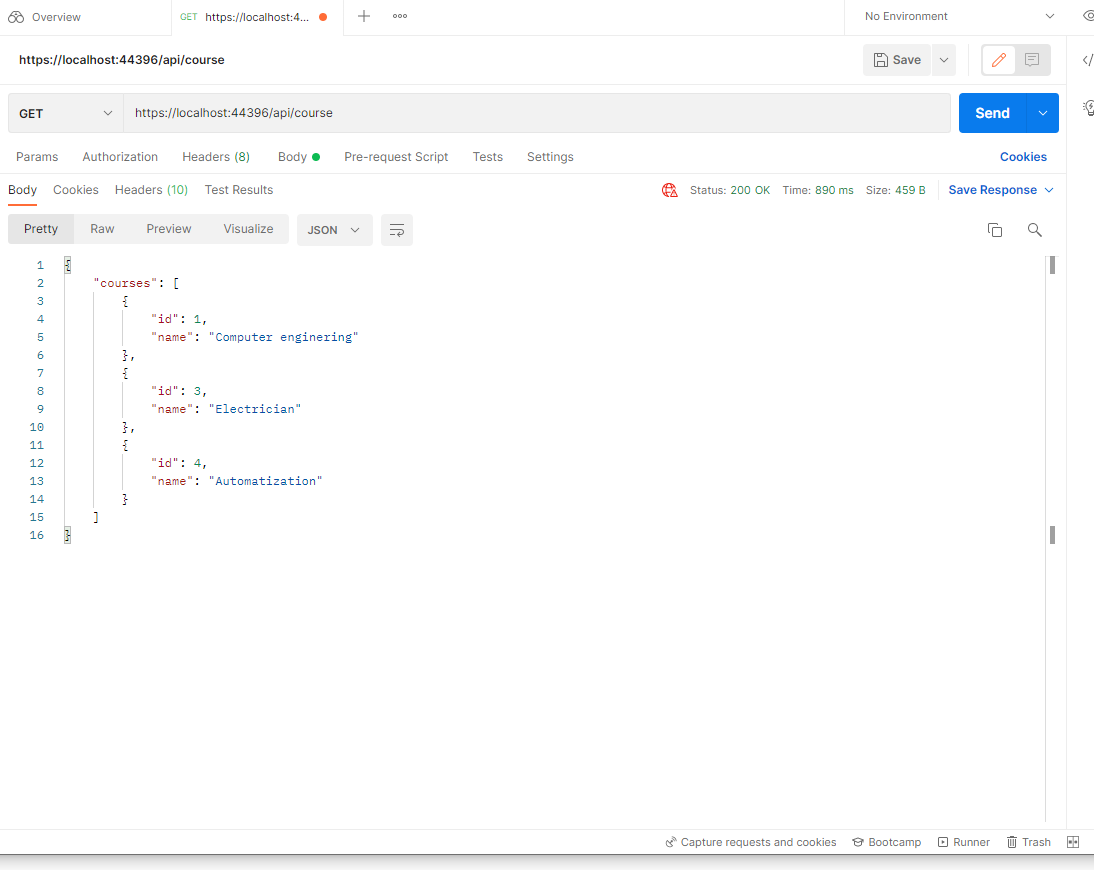 Overview
GET https://localhost:4...
No Environment
https://localhost:44396/api/course
Save
GET https://localhost:44396/api/course
Send
Params Authorization Headers (8) Body Pre-request Script Tests Settings Cookies
Body Cookies Headers (10) Test Results Status: 200 OK Time: 890 ms Size: 459 B Save Response
Pretty Raw Preview Visualize JSON
1 {
2 "courses": [
3 {
4 "id": 1,
5 "name": "Computer enginering"
6 },
7 {
8 "id": 3,
9 "name": "Electrician"
10 },
11 {
12 "id": 4,
13 "name": "Automatization"
14 }
15 ]
16 }
Capture requests and cookies Bootcamp Runner Trash